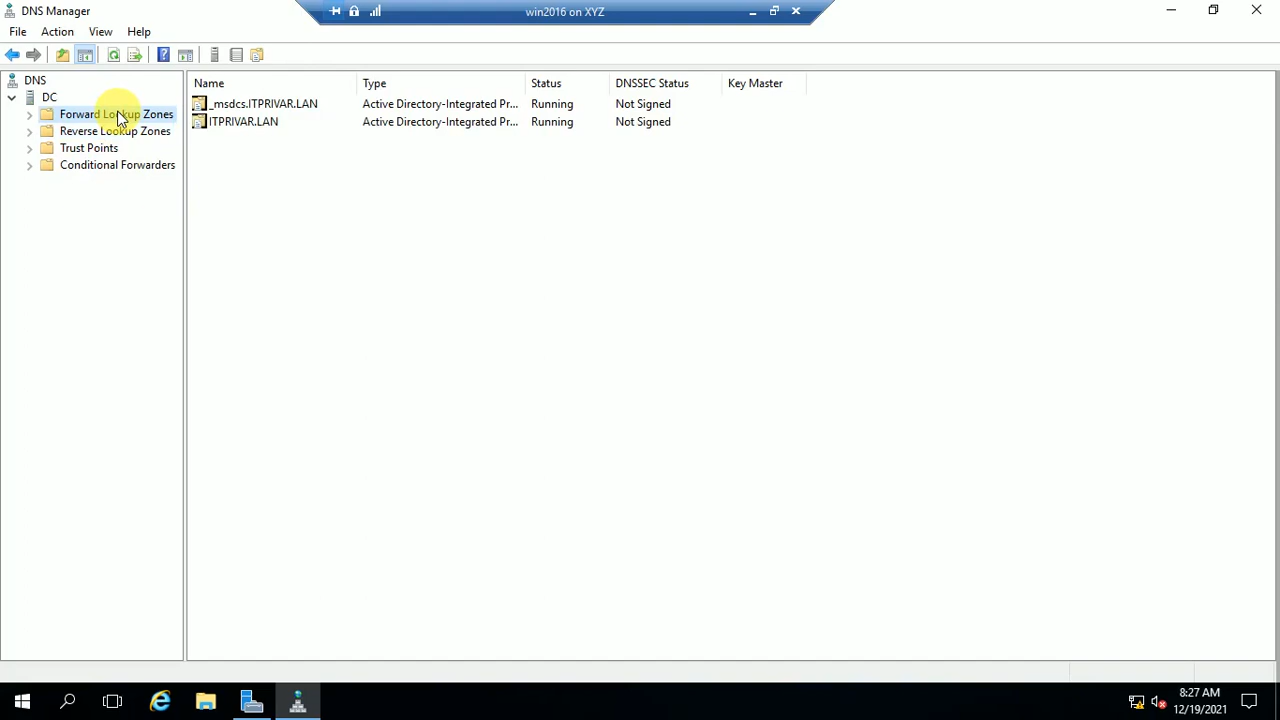 DNS Manager
win2016 on XYZ
File Action View Help
DNS
DC
Forward Lookup Zones
Reverse Lookup Zones
Trust Points
Conditional Forwarders
Name Type Status DNSSEC Status Key Master
_msdcs.ITPRIVAR.LAN Active Directory-Integrated Pr... Running Not Signed
ITPRIVAR.LAN Active Directory-Integrated Pr... Running Not Signed
8:27 AM
12/19/2021